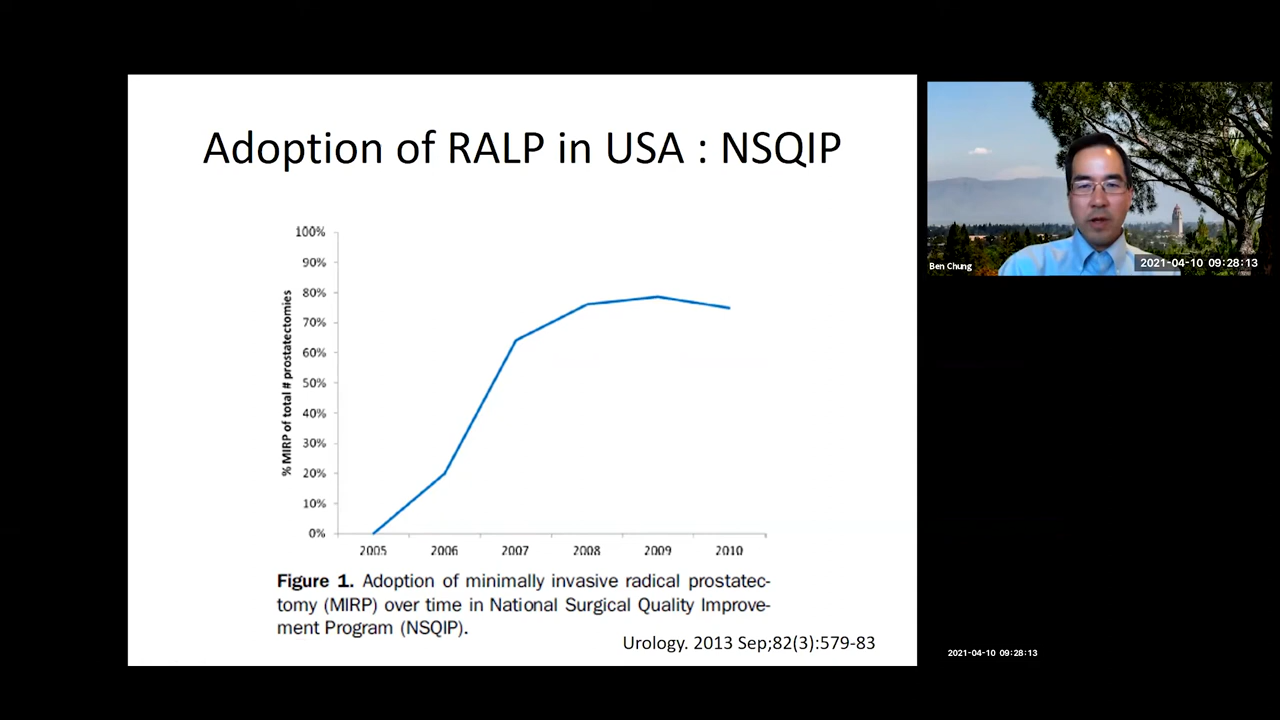 Adoption of RALP in USA : NSQIP
% MIRP of total # prostatectomies
100%
90%
80%
70%
60%
50%
40%
30%
20%
10%
0%
2005 2006 2007 2008 2009 2010
Figure 1. Adoption of minimally invasive radical prostatec-
tomy (MIRP) over time in National Surgical Quality Improve-
ment Program (NSQIP).
Urology. 2013 Sep;82(3):579-83
Ben Chung
2021-04-10 09:28:13
2021-04-10 09:28:13